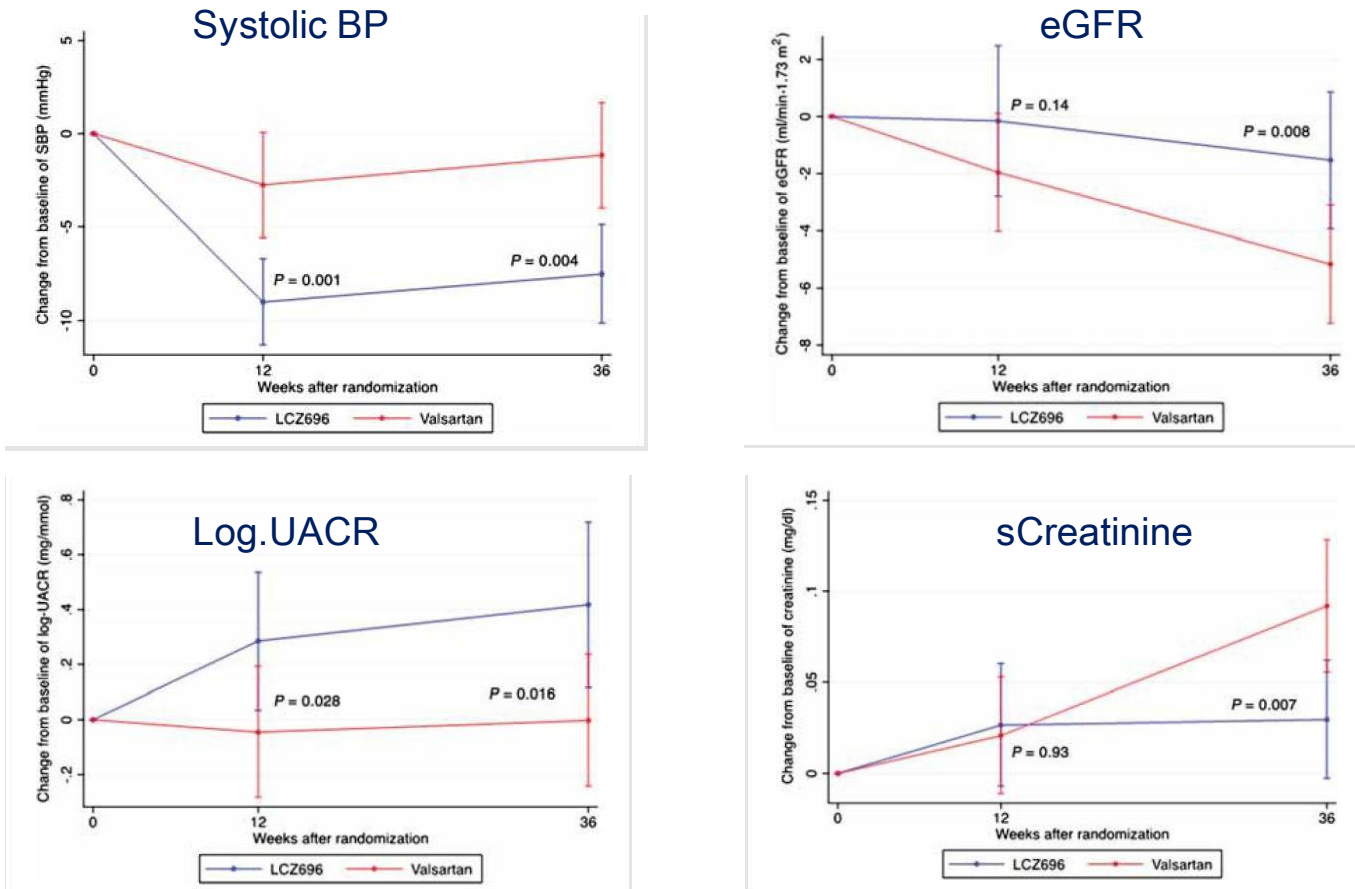 Systolic BP
Change from baseline of SBP (mmHg)
5
0
-5
-10
P = 0.001
P = 0.004
0
12
36
Weeks after randomization
LCZ696
Valsartan
eGFR
Change from baseline of eGFR (ml/min-1.73 m²)
2
0
-2
-4
-6
-8
P = 0.14
P = 0.008
0
12
36
Weeks after randomization
LCZ696
Valsartan
Log.UACR
Change from baseline of log-UACR (mg/mmol)
.8
.6
.4
.2
0
-.2
P = 0.028
P = 0.016
0
12
36
Weeks after randomization
LCZ696
Valsartan
sCreatinine
Change from baseline of creatinine (mg/dl)
.15
.1
.05
0
P = 0.007
P = 0.93
0
12
36
Weeks after randomization
LCZ696
Valsartan